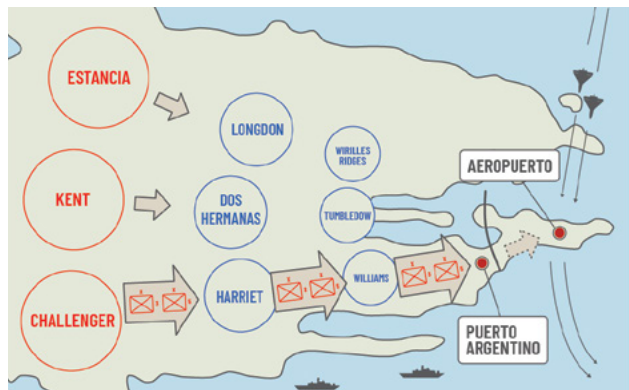 ESTANCIA
LONGDON
WIRILLES
RIDGES
AEROPUERTO
KENT
DOS
HERMANAS
TUMBLEDOW
CHALLENGER
HARRIET
WILLIAMS
PUERTO
ARGENTINO